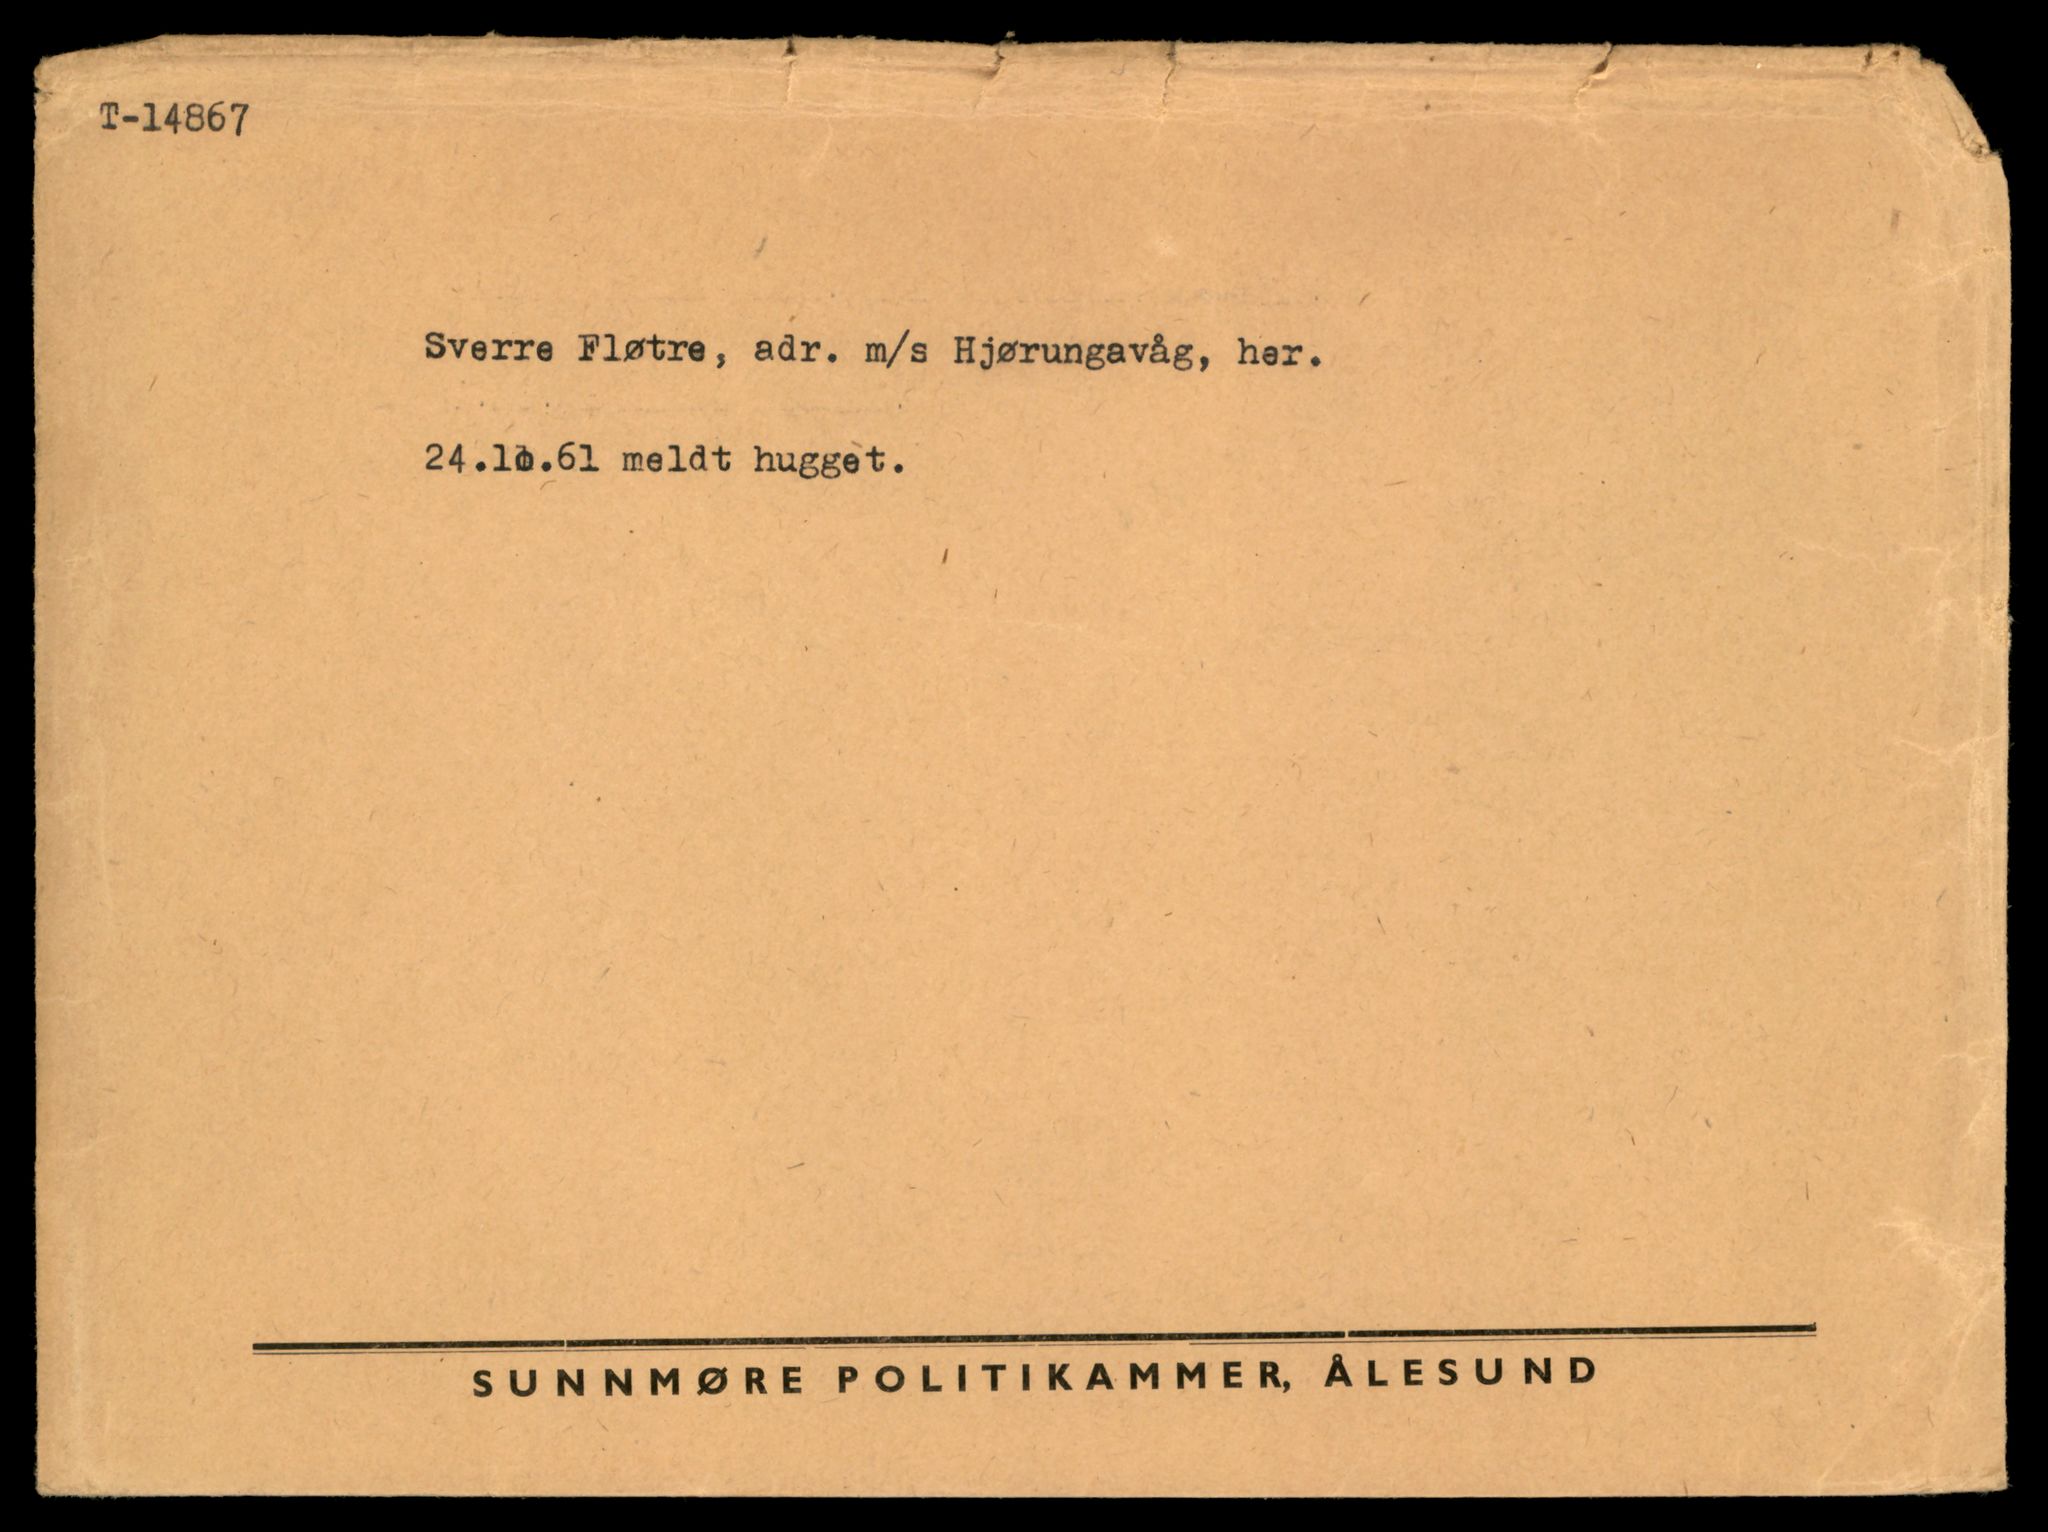 T-14867
Sverre Fløtre, adr. m/s Hjørungavåg, her.
24.10.61 meldt hugget.
SUNNMØRE POLITIKAMMER, ÅLESUND